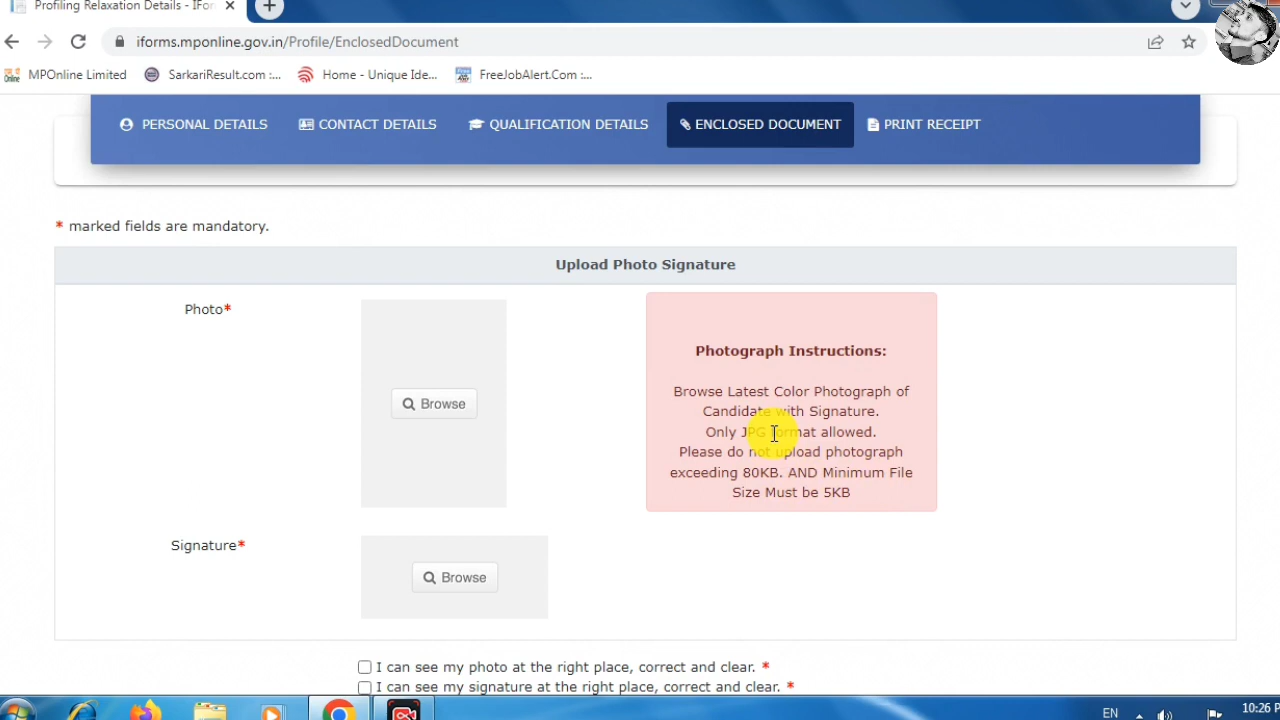 Profiling Relaxation Details - IFor
iforms.mponline.gov.in/Profile/EnclosedDocument
MPOnline Limited SarkariResult.com :... Home - Unique Ide... FreeJobAlert.Com :...
PERSONAL DETAILS CONTACT DETAILS QUALIFICATION DETAILS ENCLOSED DOCUMENT PRINT RECEIPT
* marked fields are mandatory.
Upload Photo Signature
Photo*
Browse
Photograph Instructions:
Browse Latest Color Photograph of
Candidate with Signature.
Only JPG format allowed.
Please do not upload photograph
exceeding 80KB. AND Minimum File
Size Must be 5KB
Signature*
Browse
I can see my photo at the right place, correct and clear. *
I can see my signature at the right place, correct and clear. *
EN 10:26 P